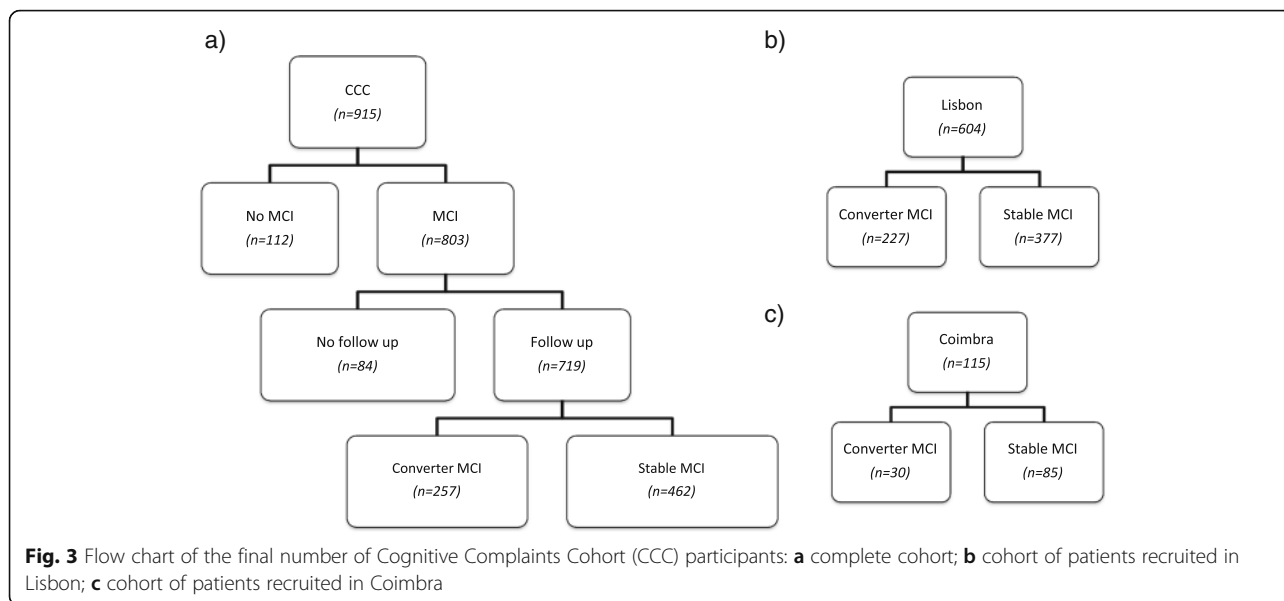 a)
CCC
(n=915)
No MCI
(n=112)
MCI
(n=803)
No follow up
(n=84)
Follow up
(n=719)
Converter MCI
(n=257)
Stable MCI
(n=462)
b)
Lisbon
(n=604)
Converter MCI
(n=227)
Stable MCI
(n=377)
c)
Coimbra
(n=115)
Converter MCI
(n=30)
Stable MCI
(n=85)
Fig. 3 Flow chart of the final number of Cognitive Complaints Cohort (CCC) participants: a complete cohort; b cohort of patients recruited in
Lisbon; c cohort of patients recruited in Coimbra